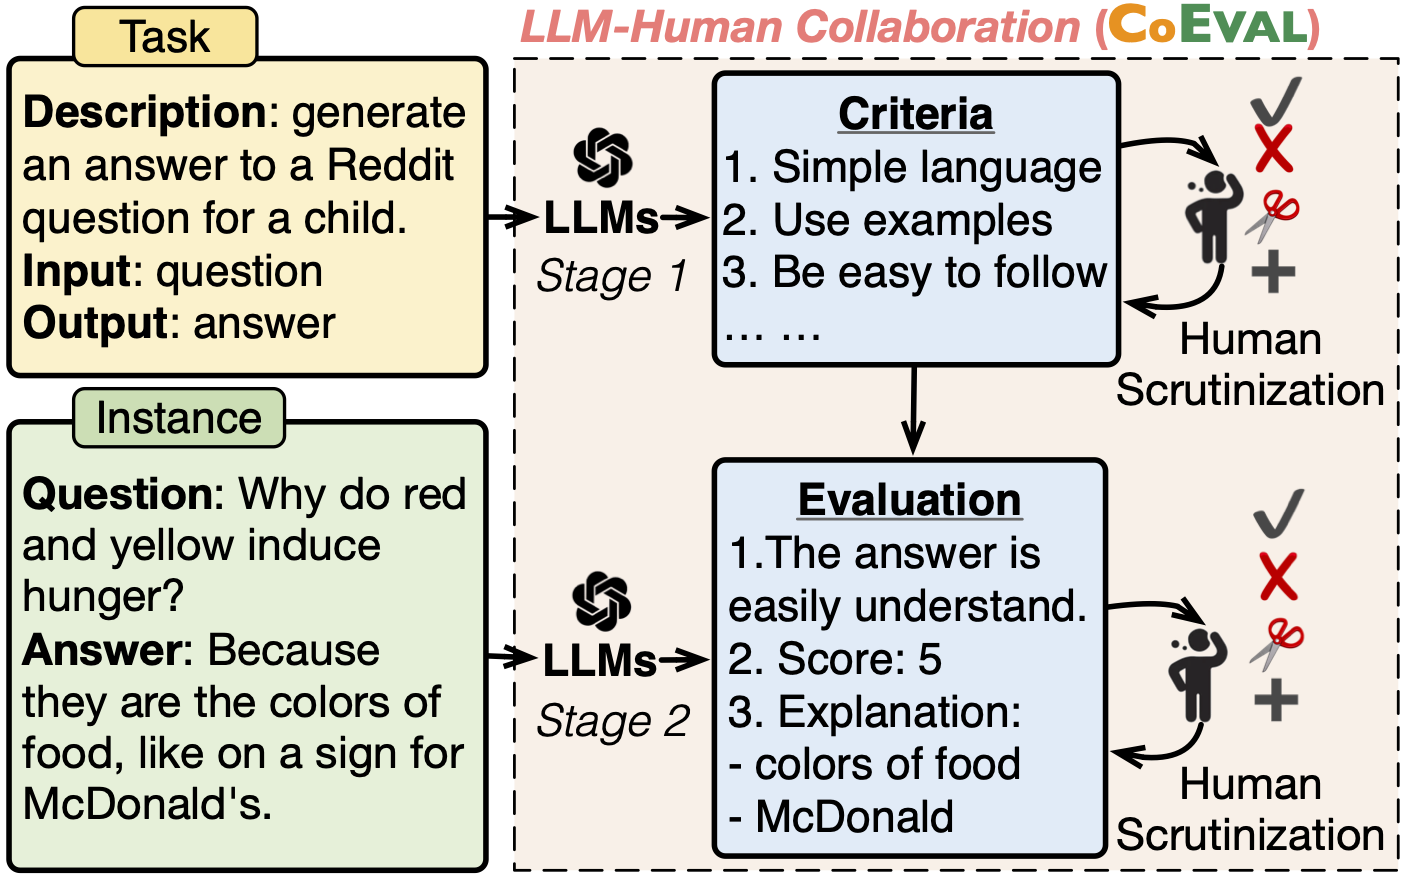 LLM-Human Collaboration (COEVAL)
Task
Description: generate
an answer to a Reddit
question for a child.
Input: question
Output: answer
LLMs
Stage 1
Criteria
1. Simple language
2. Use examples
3. Be easy to follow
... ...
Human
Scrutinization
Instance
Question: Why do red
and yellow induce
hunger?
Answer: Because
they are the colors of
food, like on a sign for
McDonald's.
LLMs
Stage 2
Evaluation
1.The answer is
easily understand.
2. Score: 5
3. Explanation:
- colors of food
- McDonald
Human
Scrutinization